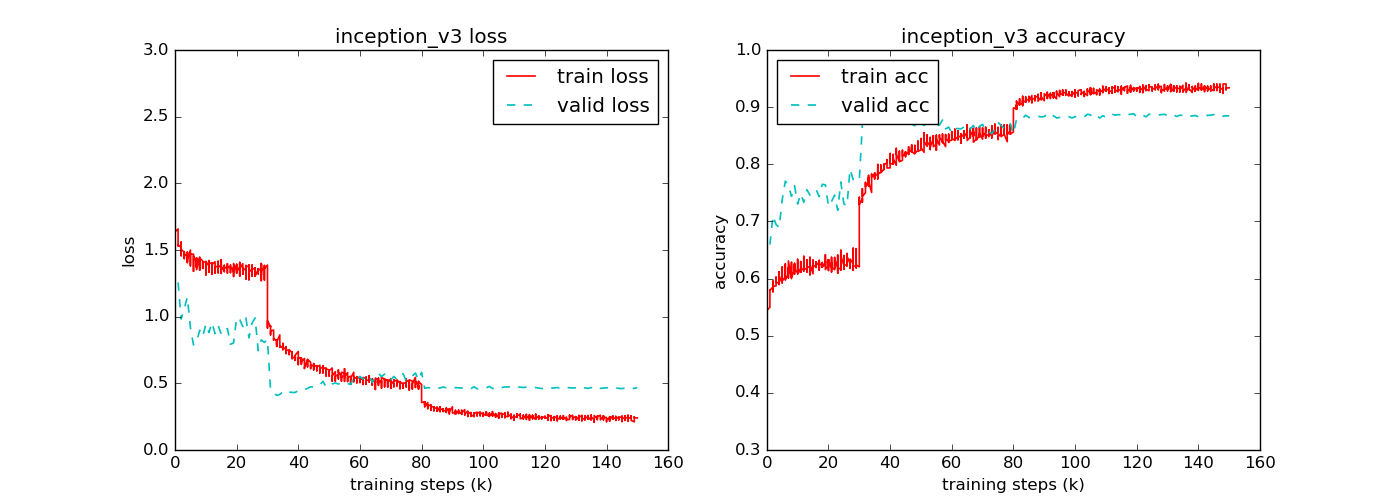 inception_v3 loss
3.0
2.5
2.0
1.5
1.0
0.5
0.0
loss
train loss
valid loss
0 20 40 60 80 100 120 140 160
training steps (k)
inception_v3 accuracy
1.0
0.9
0.8
0.7
0.6
0.5
0.4
0.3
accuracy
train acc
valid acc
0 20 40 60 80 100 120 140 160
training steps (k)